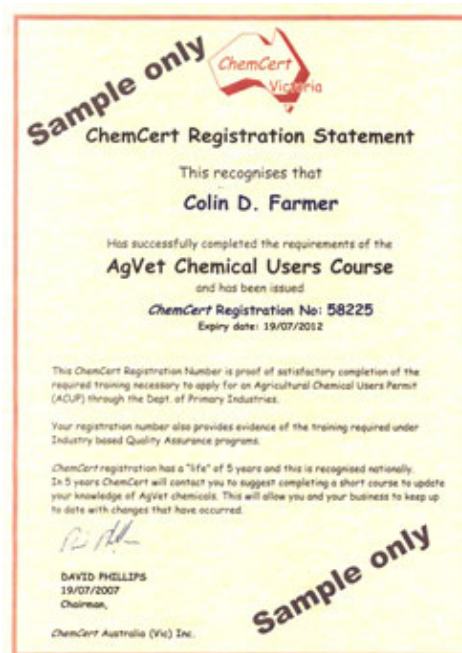 Sample only
ChemCert
Victoria
ChemCert Registration Statement
This recognises that
Colin D. Farmer
Has successfully completed the requirements of the
AgVet Chemical Users Course
and has been issued
ChemCert Registration No: 58225
Expiry date: 19/07/2012
This ChemCert Registration Number is proof of satisfactory completion of the
required training necessary to apply for an Agricultural Chemical Users Permit
(ACUP) through the Dept. of Primary Industries.
Your registration number also provides evidence of the training required under
Industry based Quality Assurance programs.
ChemCert registration has a "life" of 5 years and this is recognised nationally.
In 5 years ChemCert will contact you to suggest completing a short course to update
your knowledge of AgVet chemicals. This will allow you and your business to keep up
to date with changes that have occurred.
DAVID PHILLIPS
19/07/2007
Chairman,
ChemCert Australia (Vic) Inc.
Sample only